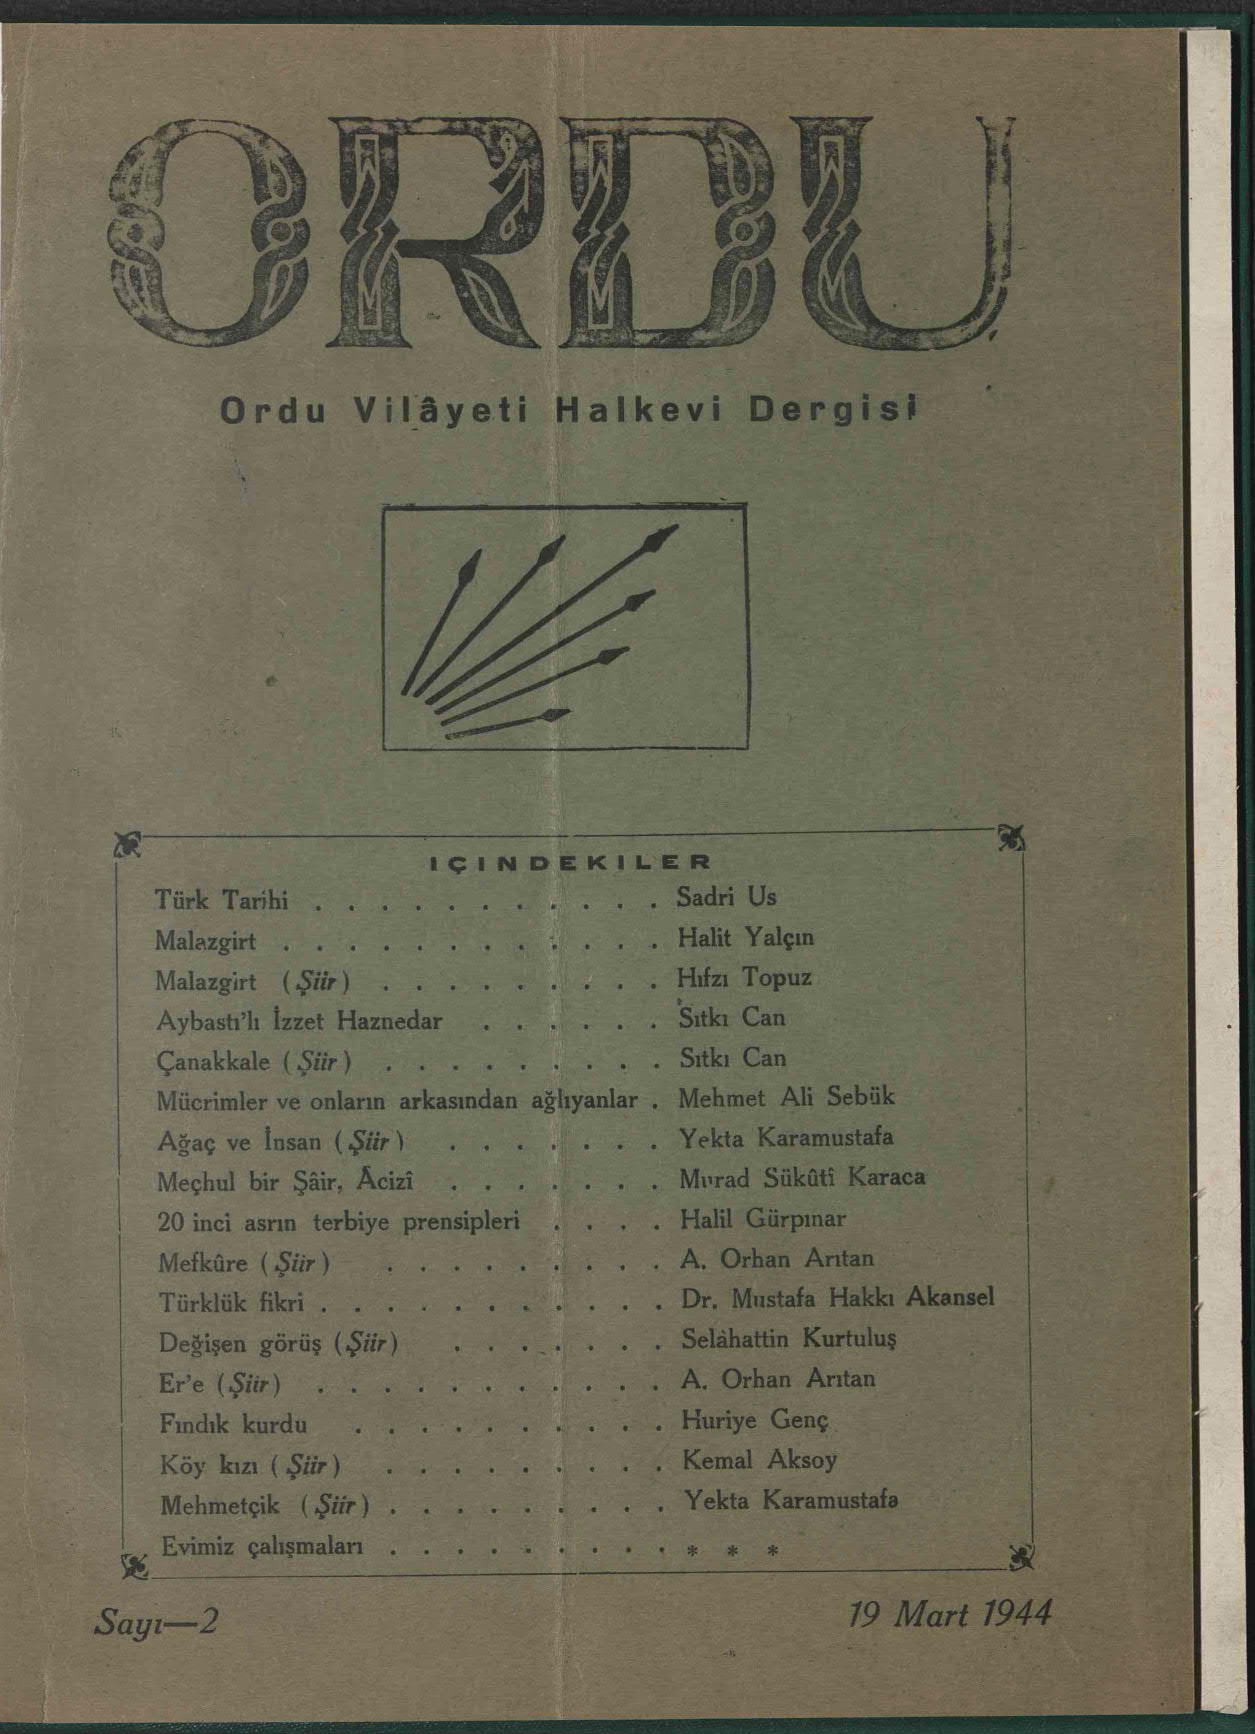 ORDU
Ordu Vilâyeti Halkevi Dergisi
IÇINDEKILER
Türk Tarihi . . . . . . . . . . . Sadri Us
Malazgirt . . . . . . . . . . . . Halit Yalçın
Malazgirt (Şiir) . . . . . . . . . Hıfzı Topuz
Aybastı'lı İzzet Haznedar . . . . . . Sıtkı Can
Çanakkale (Şiir) . . . . . . . . . Sıtkı Can
Mücrimler ve onların arkasından ağlıyanlar . Mehmet Ali Sebük
Ağaç ve İnsan (Şiir) . . . . . . . Yekta Karamustafa
Meçhul bir Şâir, Âcizî . . . . . . . Murad Sükûtî Karaca
20 inci asrın terbiye prensipleri . . . . Halil Gürpınar
Mefkûre (Şiir) . . . . . . . . . A. Orhan Arıtan
Türklük fikri . . . . . . . . . . . Dr. Mustafa Hakkı Akansel
Değişen görüş (Şiir) . . . . . . . Selâhattin Kurtuluş
Er'e (Şiir) . . . . . . . . . . . A. Orhan Arıtan
Fındık kurdu . . . . . . . . . . Huriye Genç
Köy kızı (Şiir) . . . . . . . . . Kemal Aksoy
Mehmetçik (Şiir) . . . . . . . . . Yekta Karamustafa
Evimiz çalışmaları . . . . . . . . . * * *
Sayı—2
19 Mart 1944